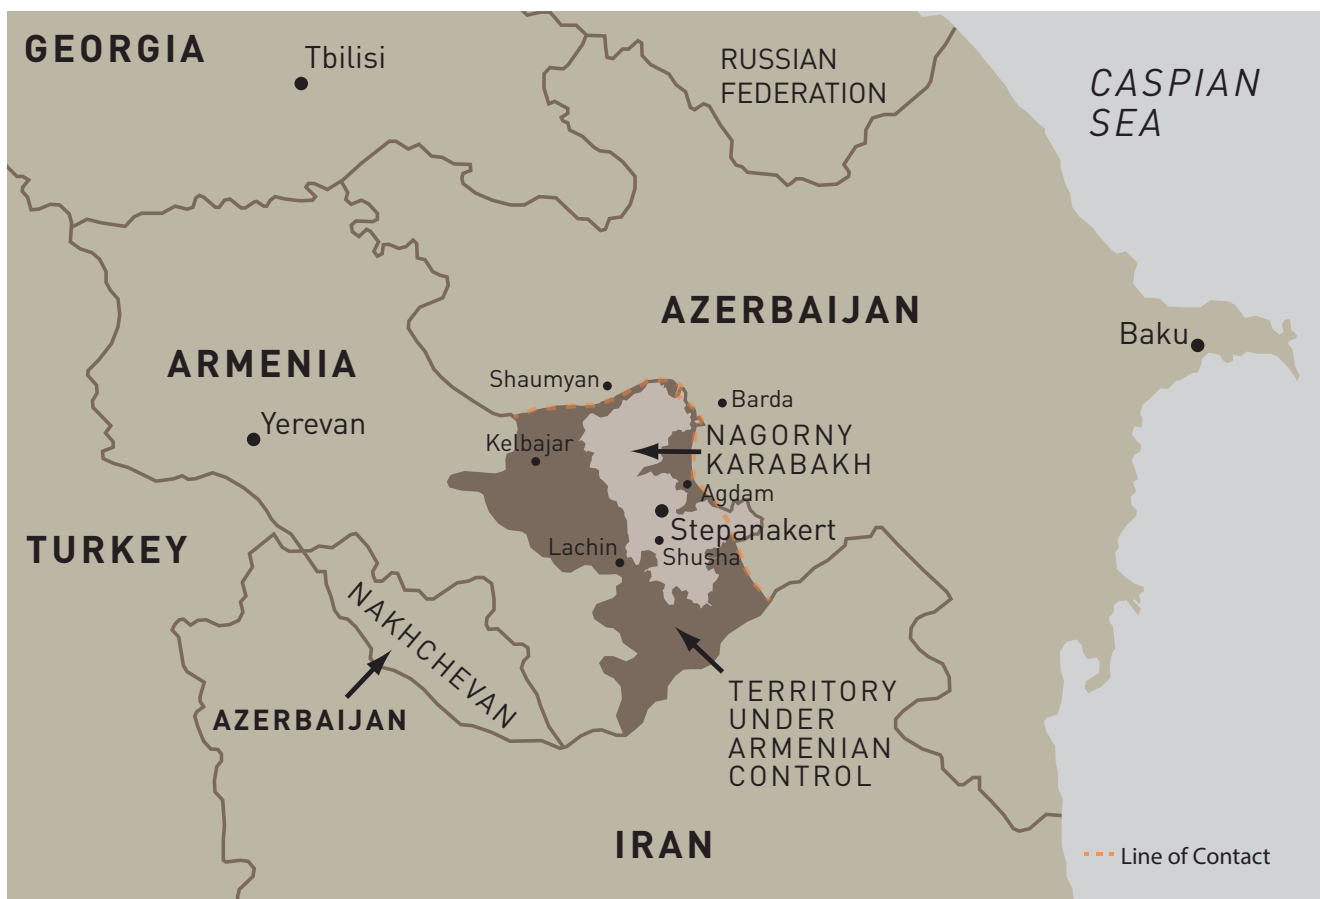 GEORGIA
Tbilisi
RUSSIAN
FEDERATION
CASPIAN
SEA
AZERBAIJAN
Baku
ARMENIA
Yerevan
Shaumyan
Barda
Kelbajar
NAGORNY
KARABAKH
Agdam
Stepanakert
Lachin
Shusha
TURKEY
NAKHCHEVAN
AZERBAIJAN
TERRITORY
UNDER
ARMENIAN
CONTROL
IRAN
Line of Contact